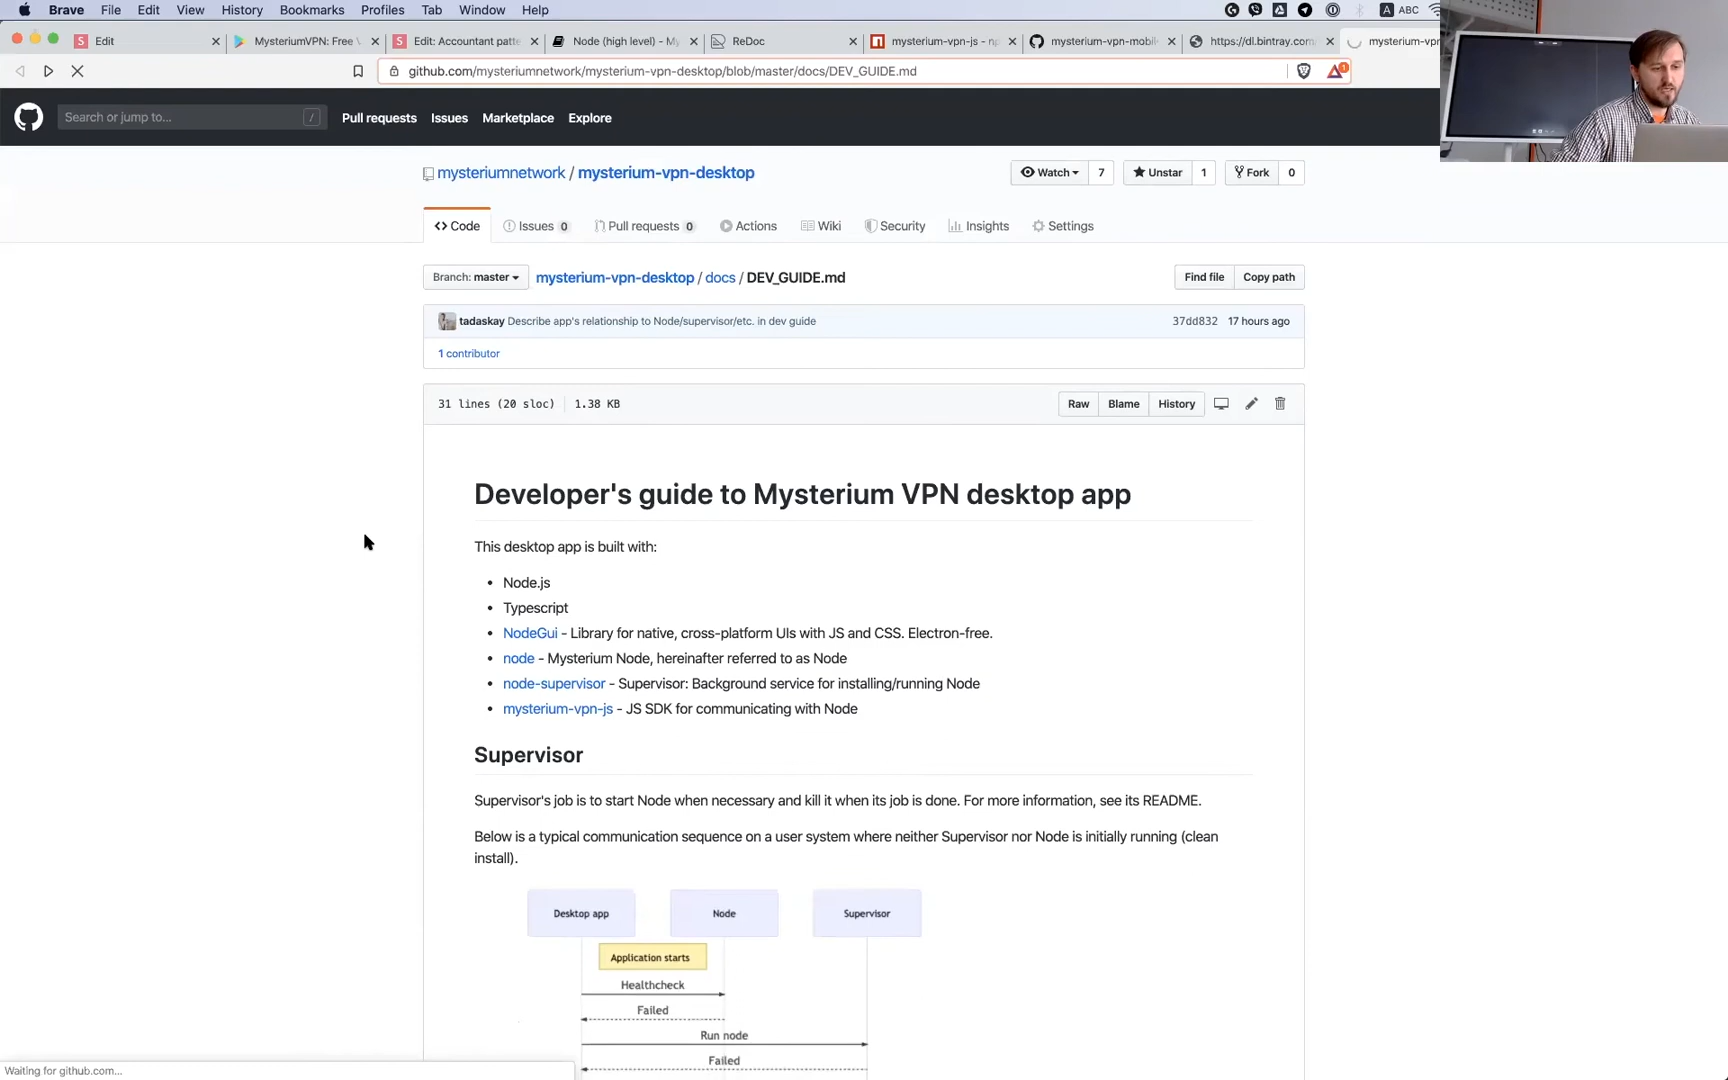 Brave File Edit View History Bookmarks Profiles Tab Window Help A ABC
S Edit MysteriumVPN: Free V S Edit: Accountant patte Node (high level) - My ReDoc mysterium-vpn-js - np mysterium-vpn-mobil https://dl.bintray.com mysterium-vpn
github.com/mysteriumnetwork/mysterium-vpn-desktop/blob/master/docs/DEV_GUIDE.md 1
Search or jump to... / Pull requests Issues Marketplace Explore
mysteriumnetwork / mysterium-vpn-desktop Watch 7 Unstar 1 Fork 0
Code Issues 0 Pull requests 0 Actions Wiki Security Insights Settings
Branch: master mysterium-vpn-desktop / docs / DEV_GUIDE.md Find file Copy path
tadaskay Describe app's relationship to Node/supervisor/etc. in dev guide 37dd832 17 hours ago
1 contributor
31 lines (20 sloc) 1.38 KB Raw Blame History
Developer's guide to Mysterium VPN desktop app
This desktop app is built with:
• Node.js
• Typescript
• NodeGui - Library for native, cross-platform UIs with JS and CSS. Electron-free.
• node - Mysterium Node, hereinafter referred to as Node
• node-supervisor - Supervisor: Background service for installing/running Node
• mysterium-vpn-js - JS SDK for communicating with Node
Supervisor
Supervisor's job is to start Node when necessary and kill it when its job is done. For more information, see its README.
Below is a typical communication sequence on a user system where neither Supervisor nor Node is initially running (clean
install).
Desktop app Node Supervisor
Application starts
Healthcheck
Failed
Run node
Failed
Waiting for github.com...